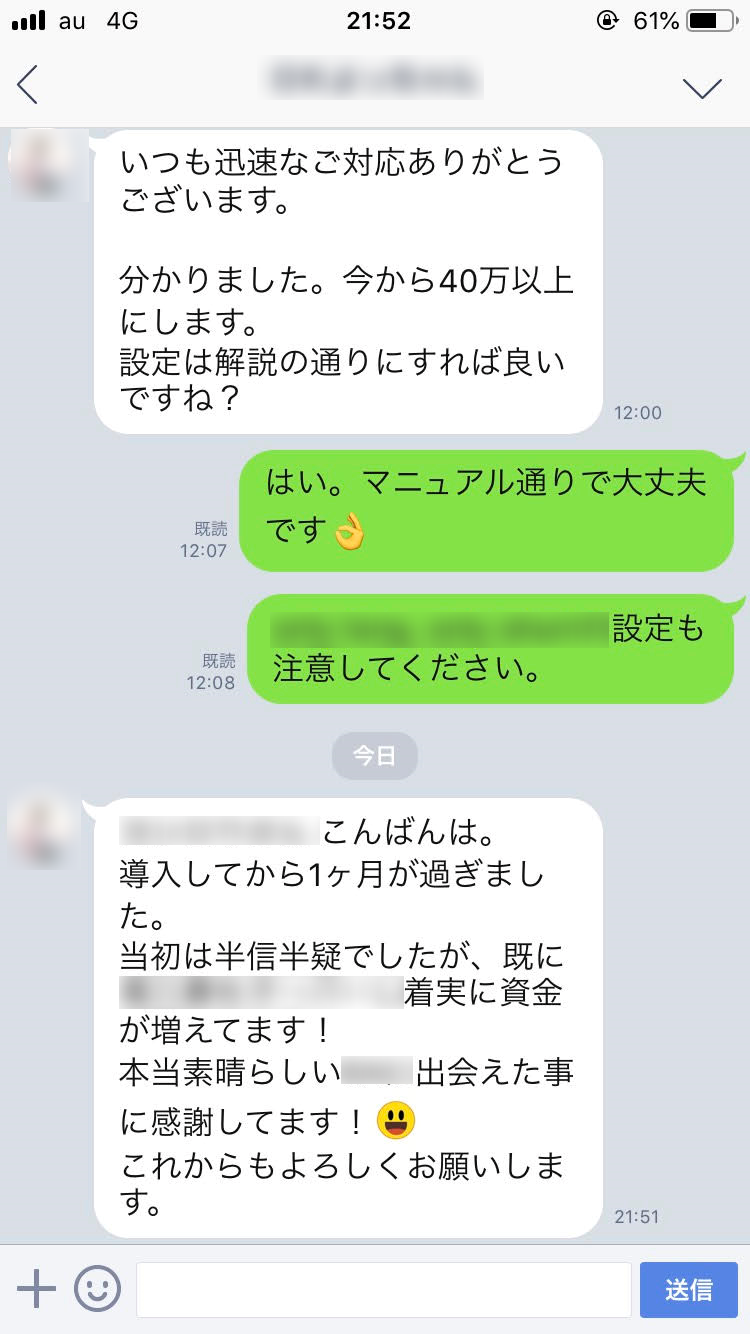 au 4G 21:52 61%
いつも迅速なご対応ありがとう
ございます。
分かりました。今から40万以上
にします。
設定は解説の通りにすれば良い
ですね？
12:00
はい。マニュアル通りで大丈夫
です👌
既読
12:07
設定も
注意してください。
既読
12:08
今日
こんばんは。
導入してから1ヶ月が過ぎまし
た。
当初は半信半疑でしたが、既に
着実に資金
が増えてます！
本当素晴らしい出会えた事
に感謝してます！😃
これからもよろしくお願いしま
す。
21:51
送信